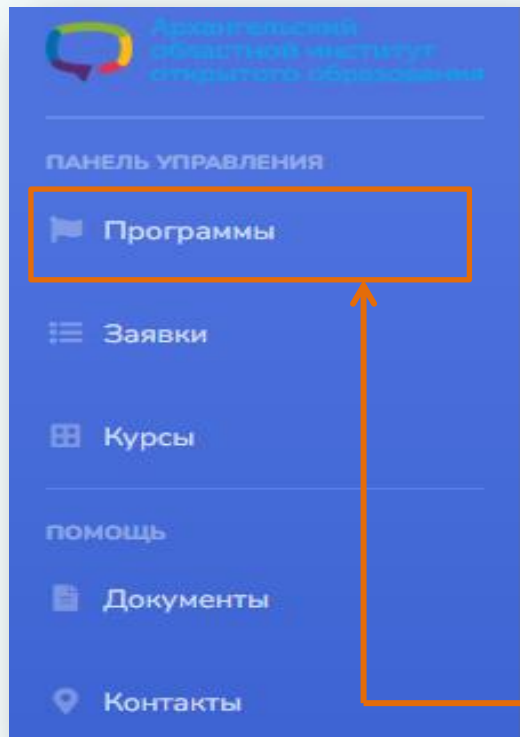 Архангельский
областной институт
открытого образования
ПАНЕЛЬ УПРАВЛЕНИЯ
Программы
Заявки
Курсы
ПОМОЩЬ
Документы
Контакты